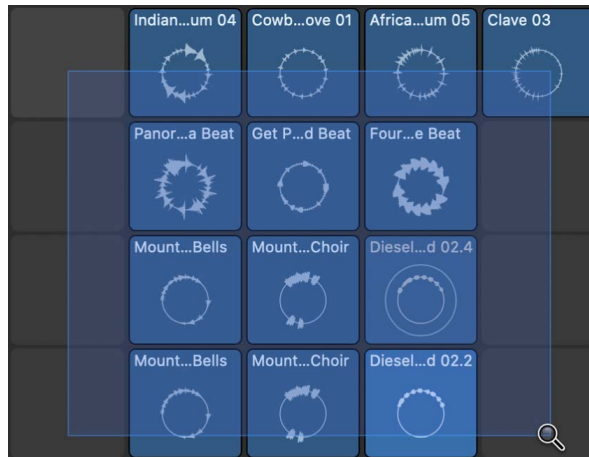 Indian...um 04
Cowb...ove 01
Africa...um 05
Clave 03
Panor...a Beat
Get P...d Beat
Four...e Beat
Mount...Bells
Mount...Choir
Diesel...d 02.4
Mount...Bells
Mount...Choir
Diesel...d 02.2